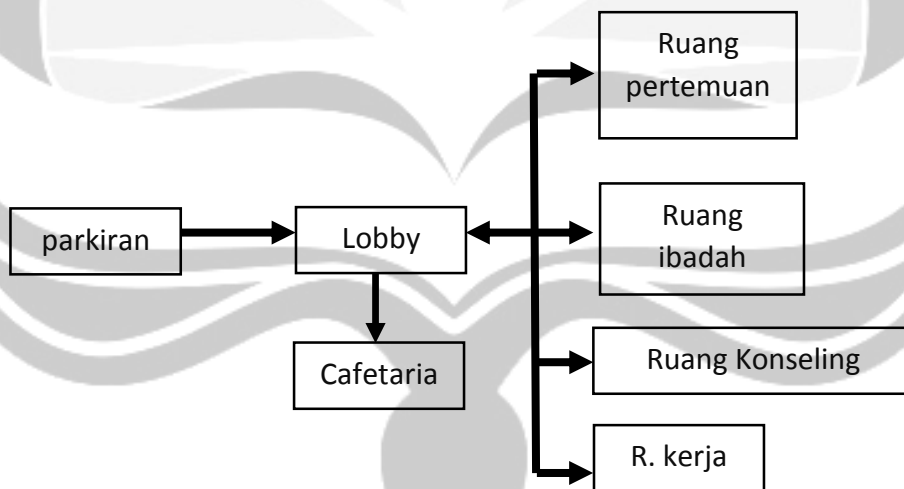 Ruang
pertemuan
parkiran
Lobby
Ruang
ibadah
Cafetaria
Ruang Konseling
R. kerja